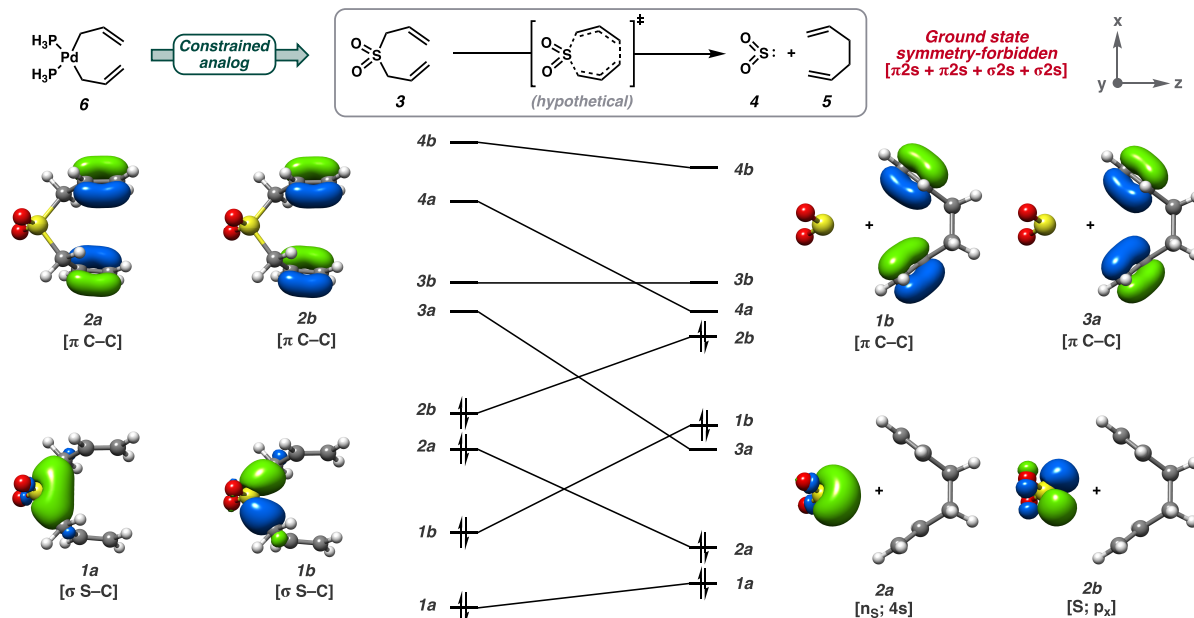 H3P
Pd
H3P
6
Constrained
analog
O
S
O
3
O
S
O
‡
(hypothetical)
O
S:
O
4
+
5
Ground state
symmetry-forbidden
[π2s + π2s + σ2s + σ2s]
x
y
z
2a
[π C–C]
2b
[π C–C]
1a
[σ S–C]
1b
[σ S–C]
4b
4a
3b
3a
2b
2a
1b
1a
4b
3b
4a
2b
1b
3a
2a
1a
+
1b
[π C–C]
+
3a
[π C–C]
+
2a
[nS; 4s]
+
2b
[S; px]